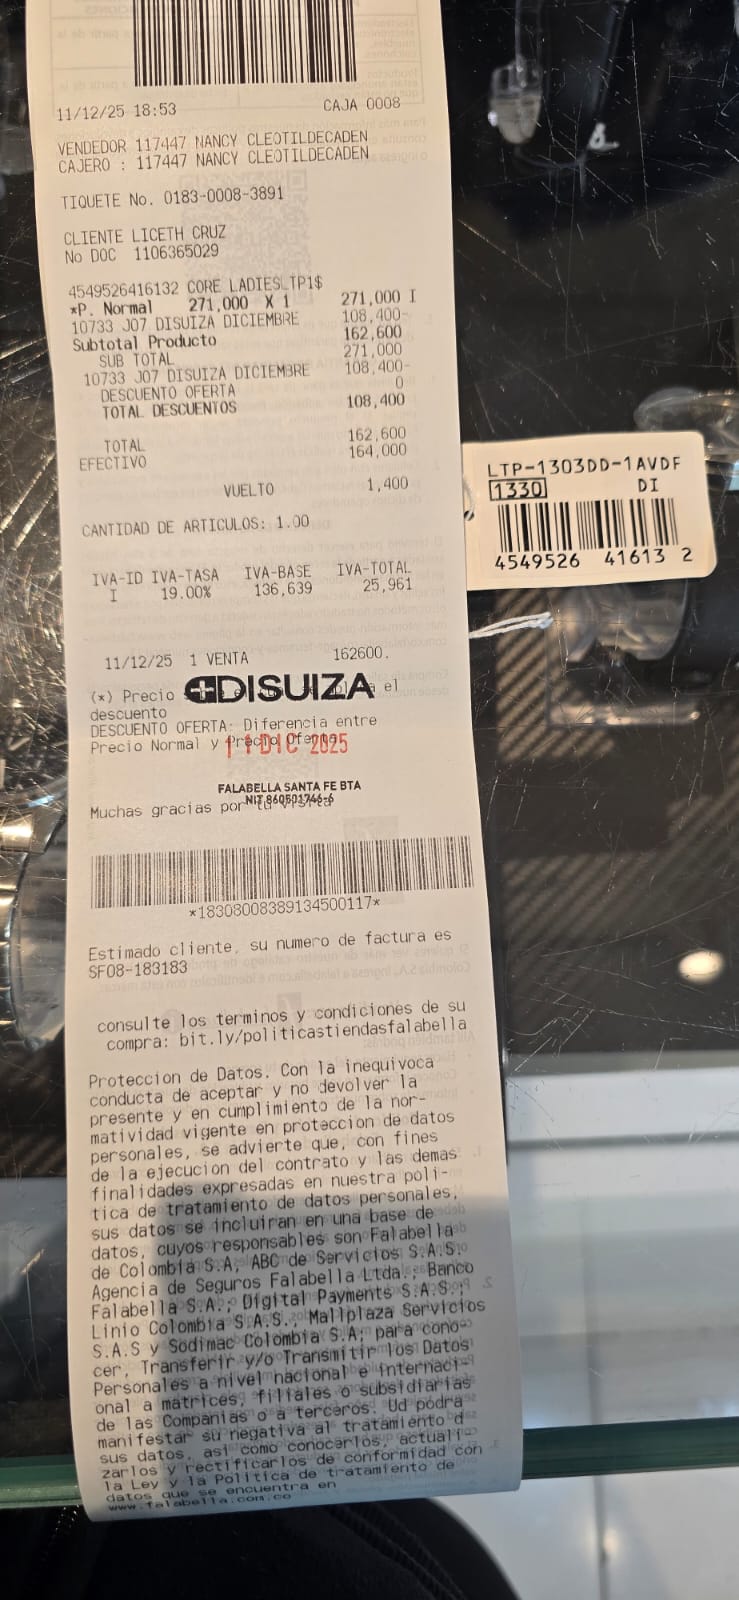 11/12/25 18:53 CAJA 0008
VENDEDOR 117447 NANCY CLEOTILDECADEN
CAJERO : 117447 NANCY CLEOTILDECADEN
TIQUETE No. 0183-0008-3891
CLIENTE LICETH CRUZ
No DOC 1106365029
4549526416132 CORE LADIES LTP1$
*P. Normal 271,000 X 1 271,000 I
10733 J07 DISUIZA DICIEMBRE 108,400-
Subtotal Producto 162,600
SUB TOTAL 271,000
10733 J07 DISUIZA DICIEMBRE 108,400-
DESCUENTO OFERTA 0
TOTAL DESCUENTOS 108,400
TOTAL 162,600
EFECTIVO 164,000
VUELTO 1,400
CANTIDAD DE ARTICULOS: 1.00
IVA-ID IVA-TASA IVA-BASE IVA-TOTAL
I 19.00% 136,639 25,961
11/12/25 1 VENTA 162600.
(*) Precio el
DISUIZA
descuento
DESCUENTO OFERTA: Diferencia entre
Precio Normal y Precio Oferta
11 DIC 2025
FALABELLA SANTA FE BTA
NIT 860501746-6
Muchas gracias por tu visita
*18308008389134500117*
Estimado cliente, su numero de factura es
SF08-183183
consulte los terminos y condiciones de su
compra: bit.ly/politicastiendasfalabella
Proteccion de Datos. Con la inequivoca
conducta de aceptar y no devolver la
presente y en cumplimiento de la nor-
matividad vigente en proteccion de datos
personales, se advierte que, con fines
de la ejecucion del contrato y las demas
finalidades expresadas en nuestra poli-
tica de tratamiento de datos personales,
sus datos se incluiran en una base de
datos, cuyos responsables son Falabella
de Colombia S.A, ABC de Servicios S.A.S.
Agencia de Seguros Falabella Ltda., Banco
Falabella S.A., Digital Payments S.A.S.,
Linio Colombia S.A.S., Mallplaza Servicios
S.A.S y Sodimac Colombia S.A; para cono-
cer, Transferir y/o Transmitir los Datos
Personales a nivel nacional e internaci-
onal a matrices, filiales o subsidiarias
de las Companias o a terceros. Ud podra
manifestar su negativa al tratamiento d
sus datos, asi como conocerlos, actuali-
zarlos y rectificarlos de conformidad con
la Ley y la Politica de tratamiento de
datos que se encuentra en
www.falabella.com.co
LTP-1303DD-1AVDF
1330 DI
4549526 41613 2